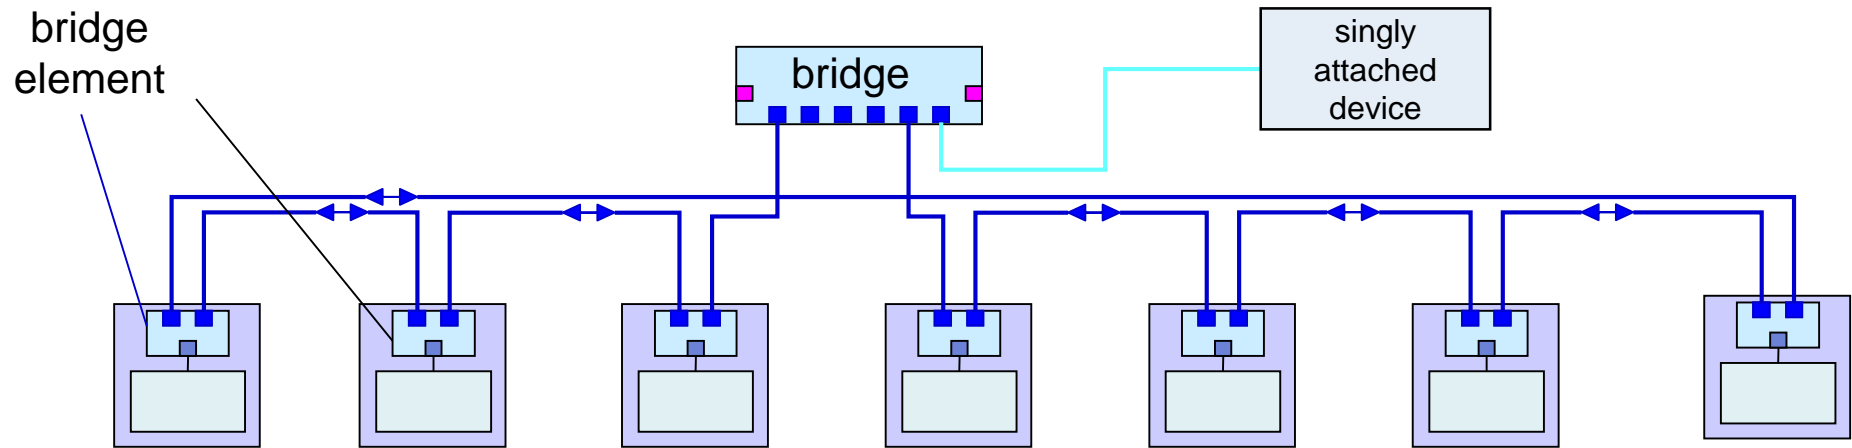 bridge
element
bridge
singly
attached
device